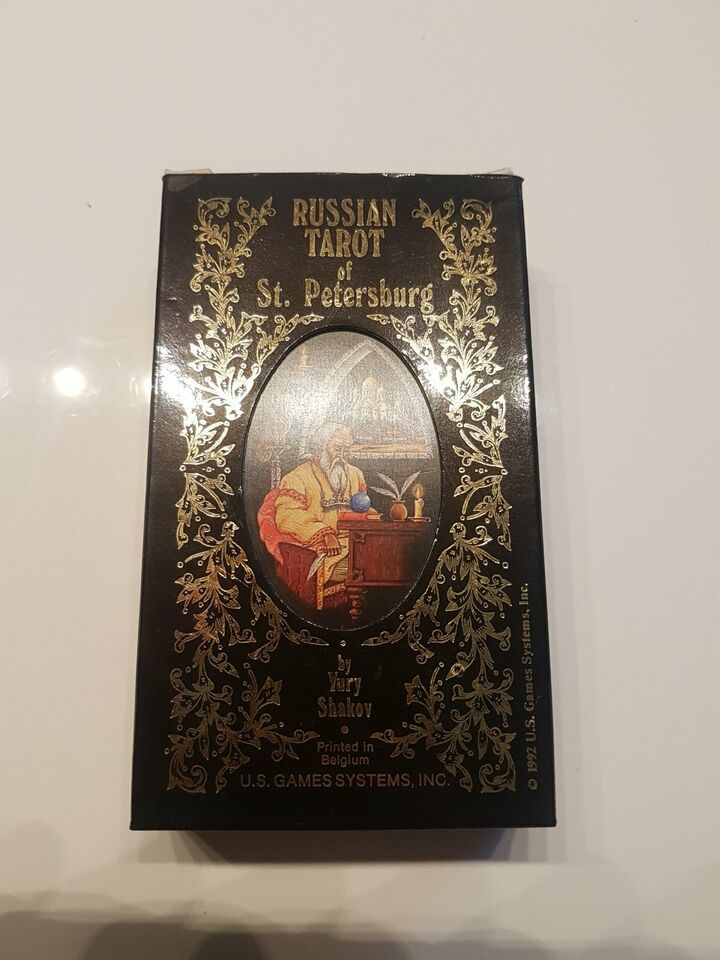 RUSSIAN
TAROT
of
St. Petersburg
by
Yury
Shakov
Printed in
Belgium
U.S. GAMES SYSTEMS, INC.
© 1992 U.S. Games Systems, Inc.